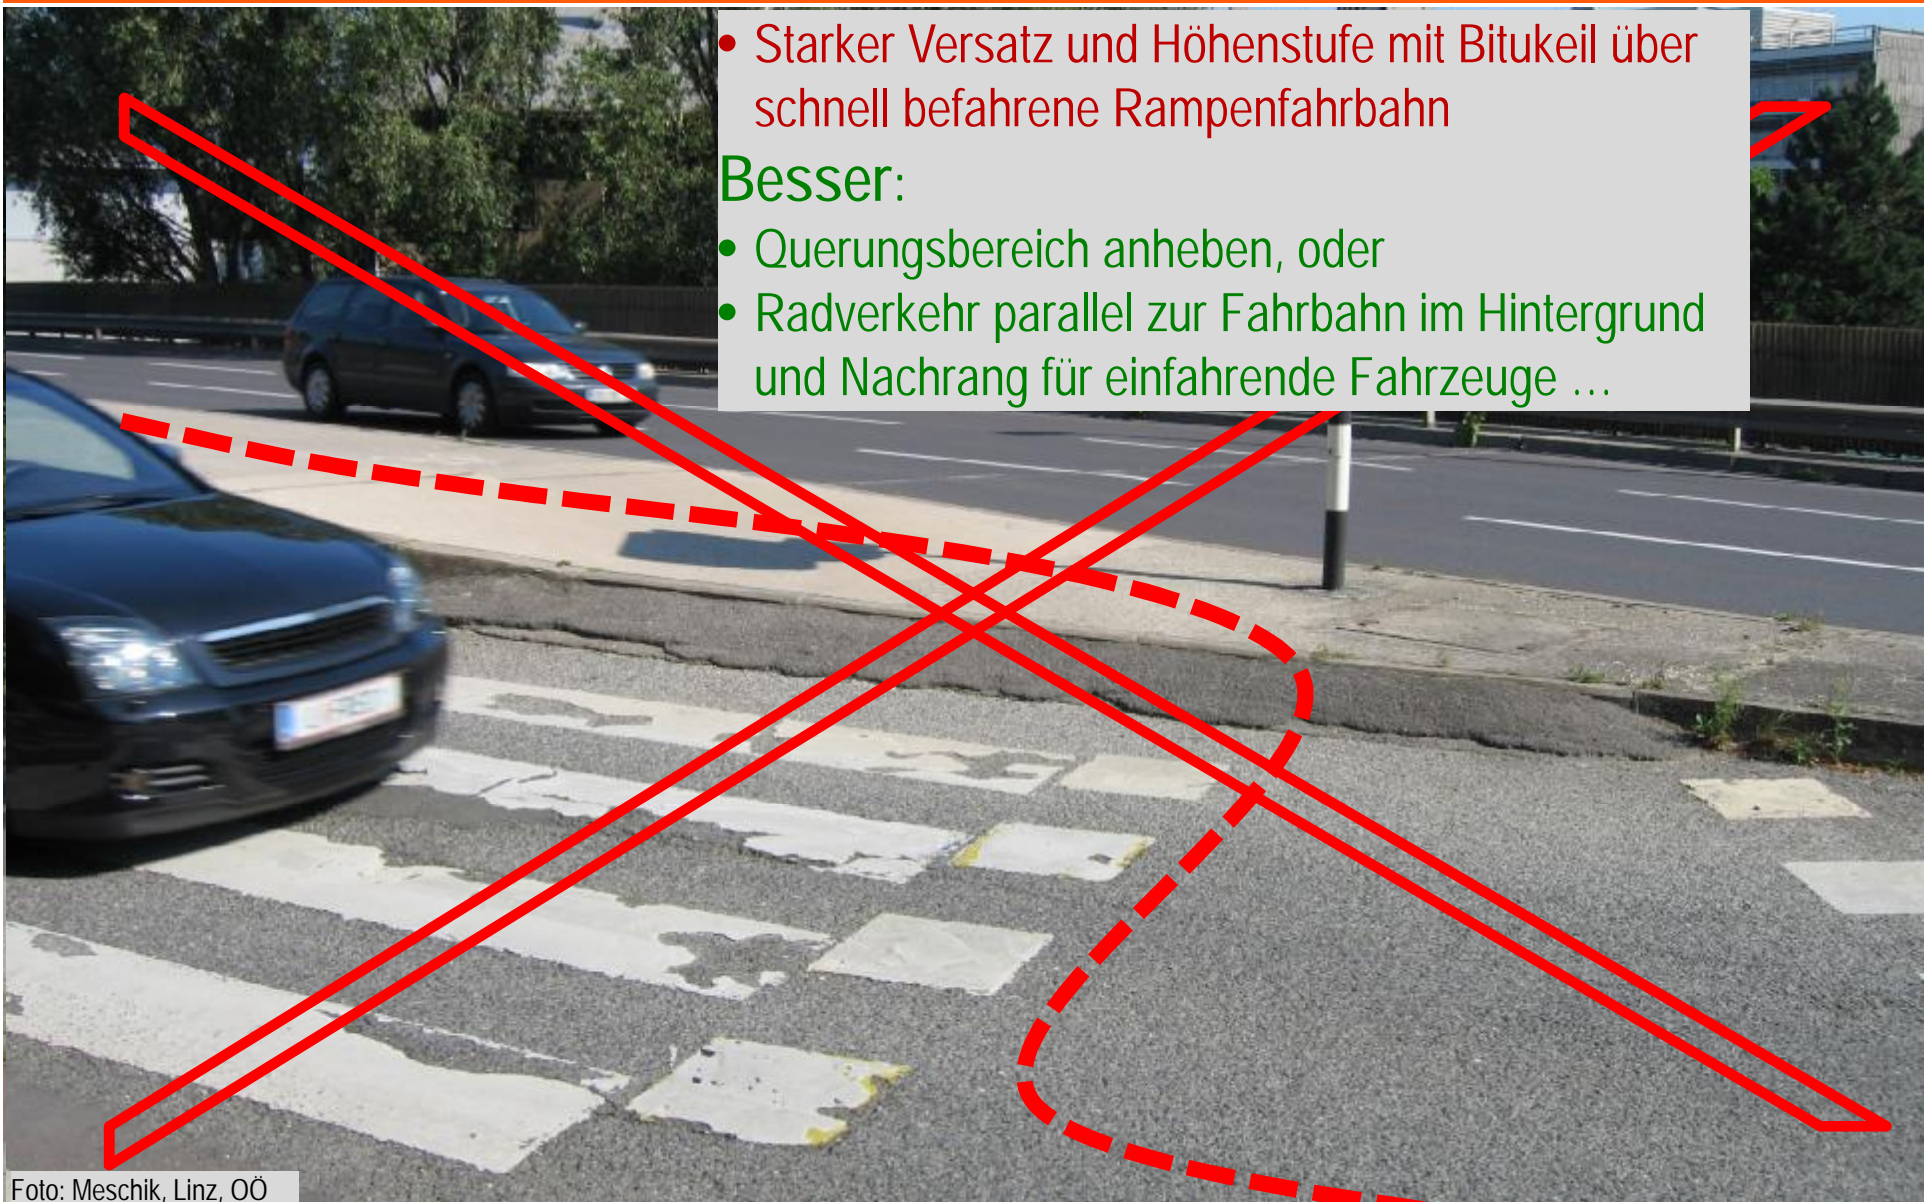 • Starker Versatz und Höhenstufe mit Bitukeil über
schnell befahrene Rampenfahrbahn
Besser:
• Querungsbereich anheben, oder
• Radverkehr parallel zur Fahrbahn im Hintergrund
und Nachrang für einfahrende Fahrzeuge …
Foto: Meschik, Linz, OÖ